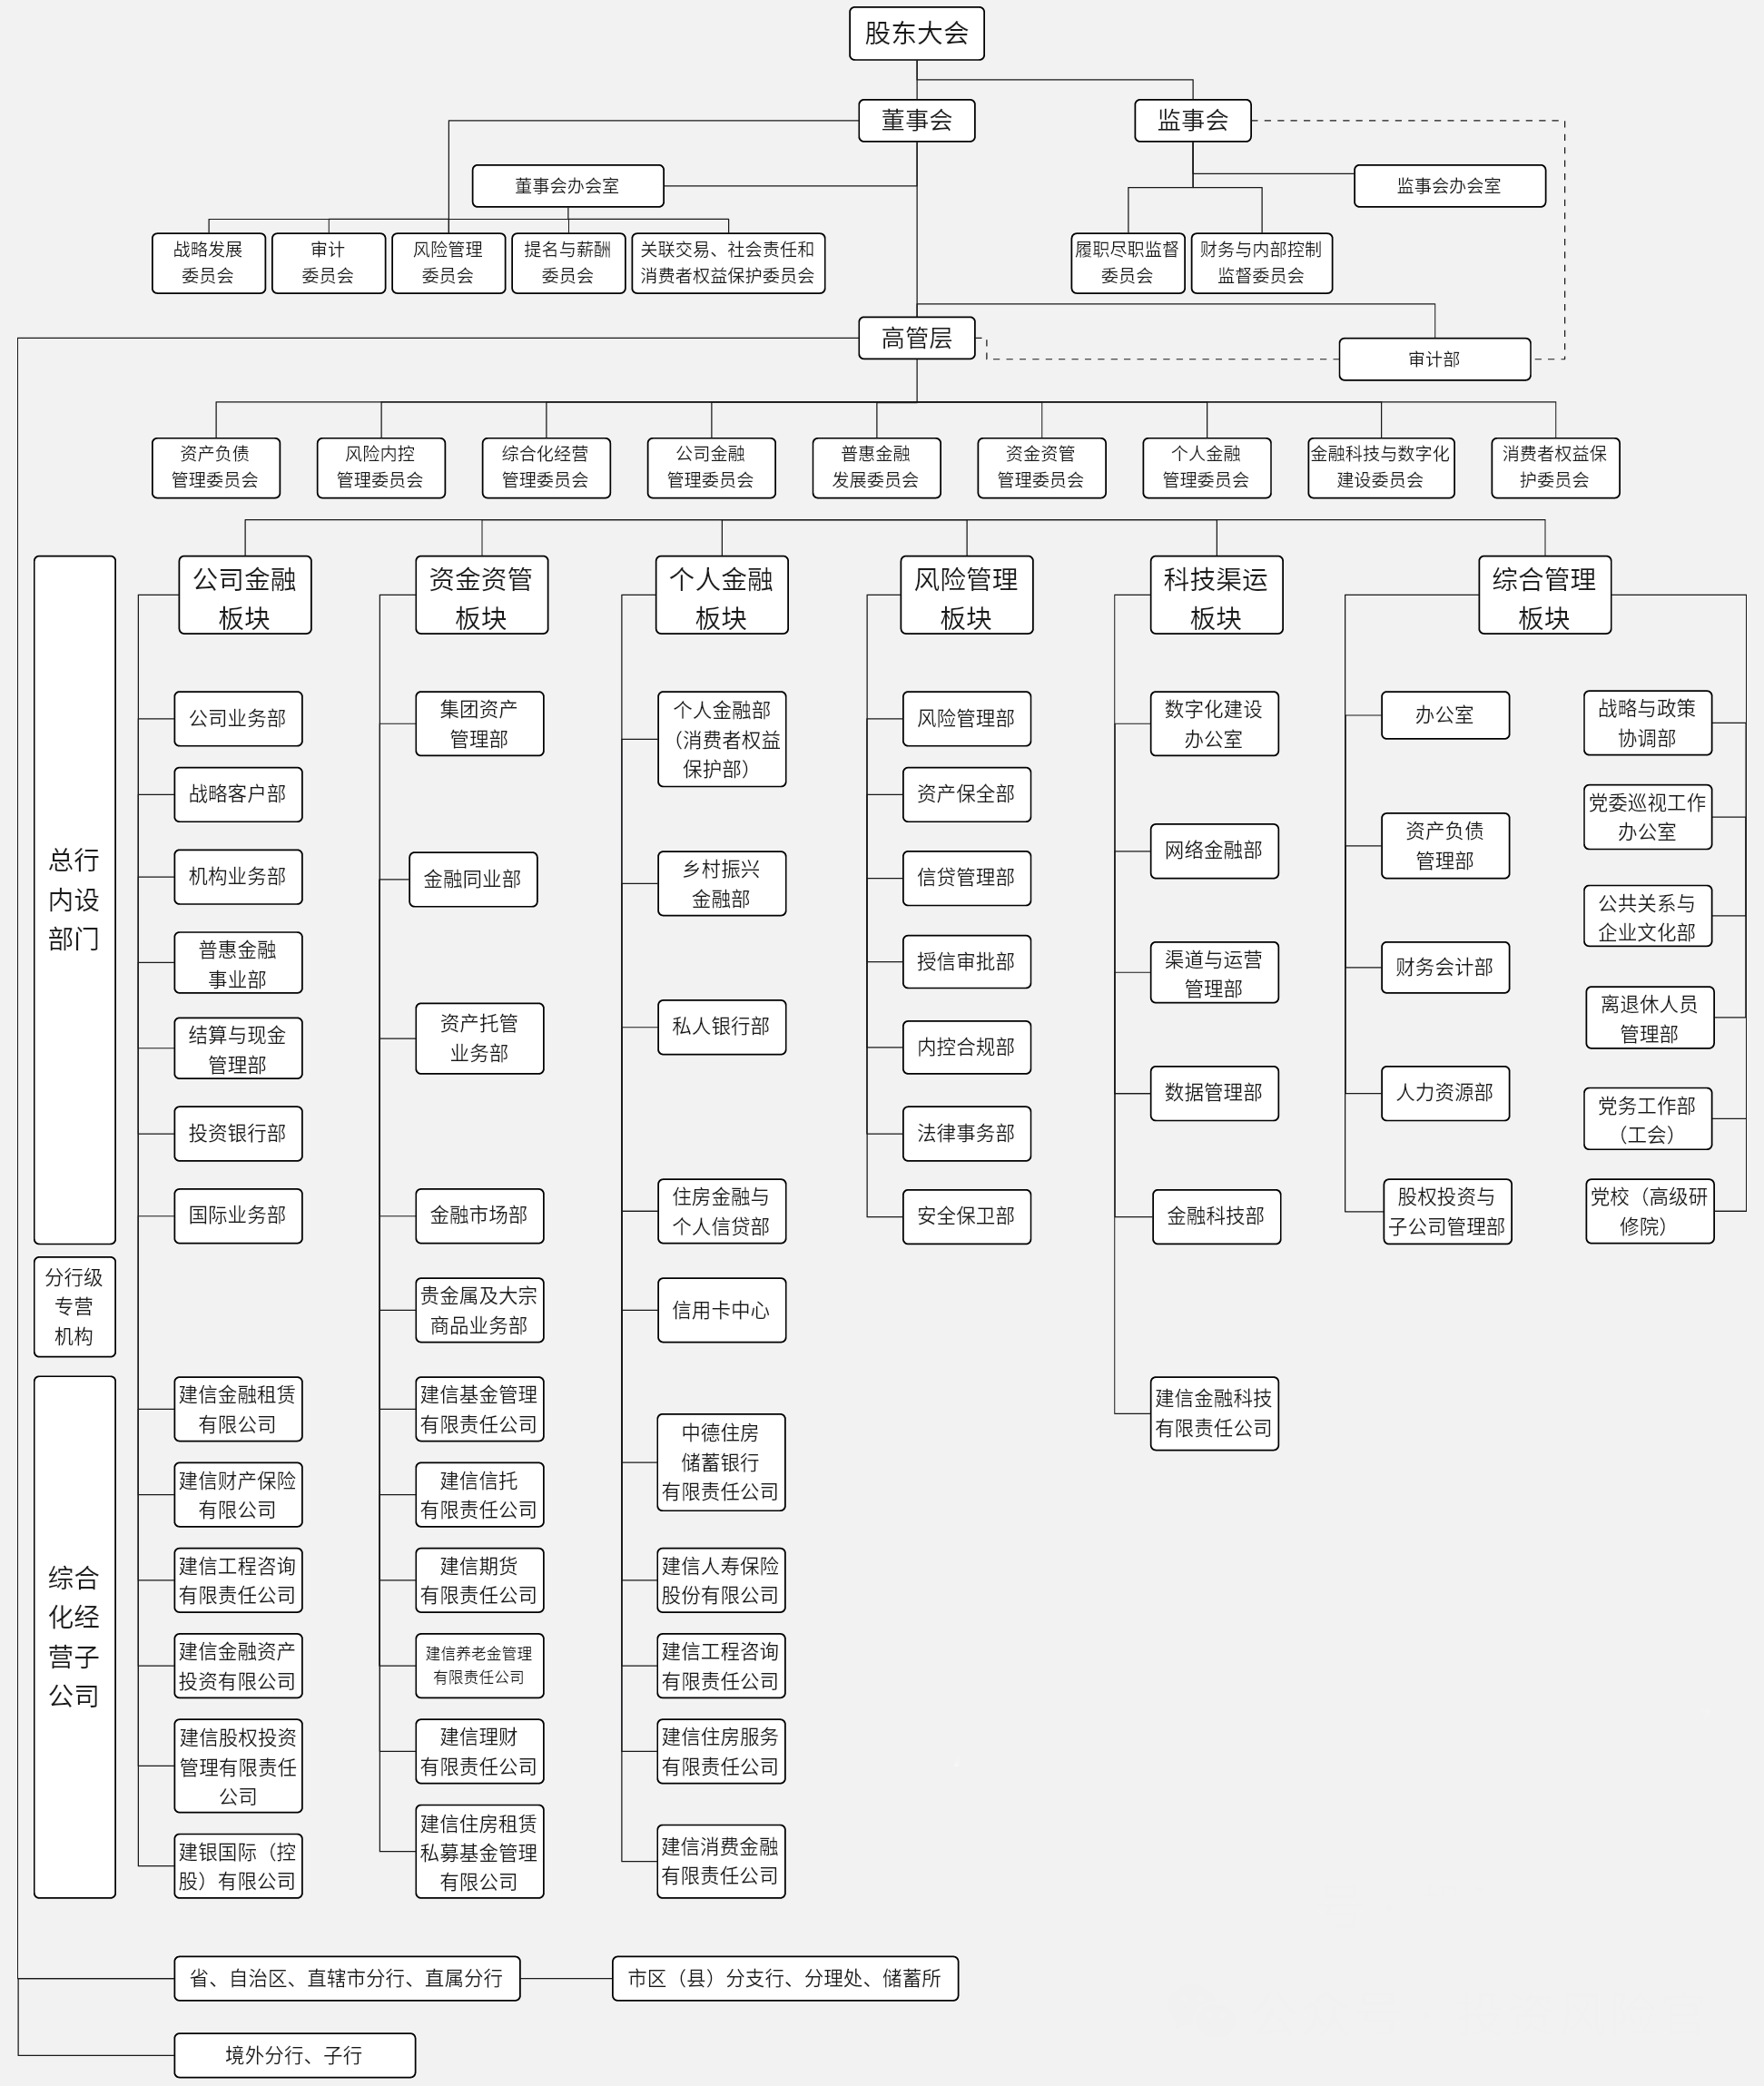 股东大会
董事会
监事会
董事会办会室
监事会办会室
战略发展
委员会
审计
委员会
风险管理
委员会
提名与薪酬
委员会
关联交易、社会责任和
消费者权益保护委员会
履职尽职监督
委员会
财务与内部控制
监督委员会
高管层
审计部
资产负债
管理委员会
风险内控
管理委员会
综合化经营
管理委员会
公司金融
管理委员会
普惠金融
发展委员会
资金资管
管理委员会
个人金融
管理委员会
金融科技与数字化
建设委员会
消费者权益保
护委员会
总行
内设
部门
分行级
专营
机构
综合
化经
营子
公司
公司金融
板块
公司业务部
战略客户部
机构业务部
普惠金融
事业部
结算与现金
管理部
投资银行部
国际业务部
建信金融租赁
有限公司
建信财产保险
有限公司
建信工程咨询
有限责任公司
建信金融资产
投资有限公司
建信股权投资
管理有限责任
公司
建银国际（控
股）有限公司
资金资管
板块
集团资产
管理部
金融同业部
资产托管
业务部
金融市场部
贵金属及大宗
商品业务部
建信基金管理
有限责任公司
建信信托
有限责任公司
建信期货
有限责任公司
建信养老金管理
有限责任公司
建信理财
有限责任公司
建信住房租赁
私募基金管理
有限公司
个人金融
板块
个人金融部
（消费者权益
保护部）
乡村振兴
金融部
私人银行部
住房金融与
个人信贷部
信用卡中心
中德住房
储蓄银行
有限责任公司
建信人寿保险
股份有限公司
建信工程咨询
有限责任公司
建信住房服务
有限责任公司
建信消费金融
有限责任公司
风险管理
板块
风险管理部
资产保全部
信贷管理部
授信审批部
内控合规部
法律事务部
安全保卫部
科技渠运
板块
数字化建设
办公室
网络金融部
渠道与运营
管理部
数据管理部
金融科技部
建信金融科技
有限责任公司
综合管理
板块
办公室
资产负债
管理部
财务会计部
人力资源部
股权投资与
子公司管理部
战略与政策
协调部
党委巡视工作
办公室
公共关系与
企业文化部
离退休人员
管理部
党务工作部
（工会）
党校（高级研
修院）
省、自治区、直辖市分行、直属分行
市区（县）分支行、分理处、储蓄所
境外分行、子行